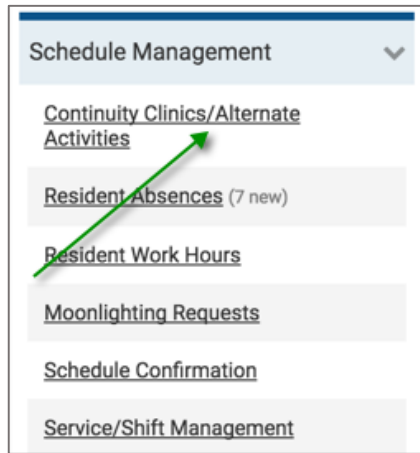 Schedule Management
Continuity Clinics/Alternate
Activities
Resident Absences (7 new)
Resident Work Hours
Moonlighting Requests
Schedule Confirmation
Service/Shift Management